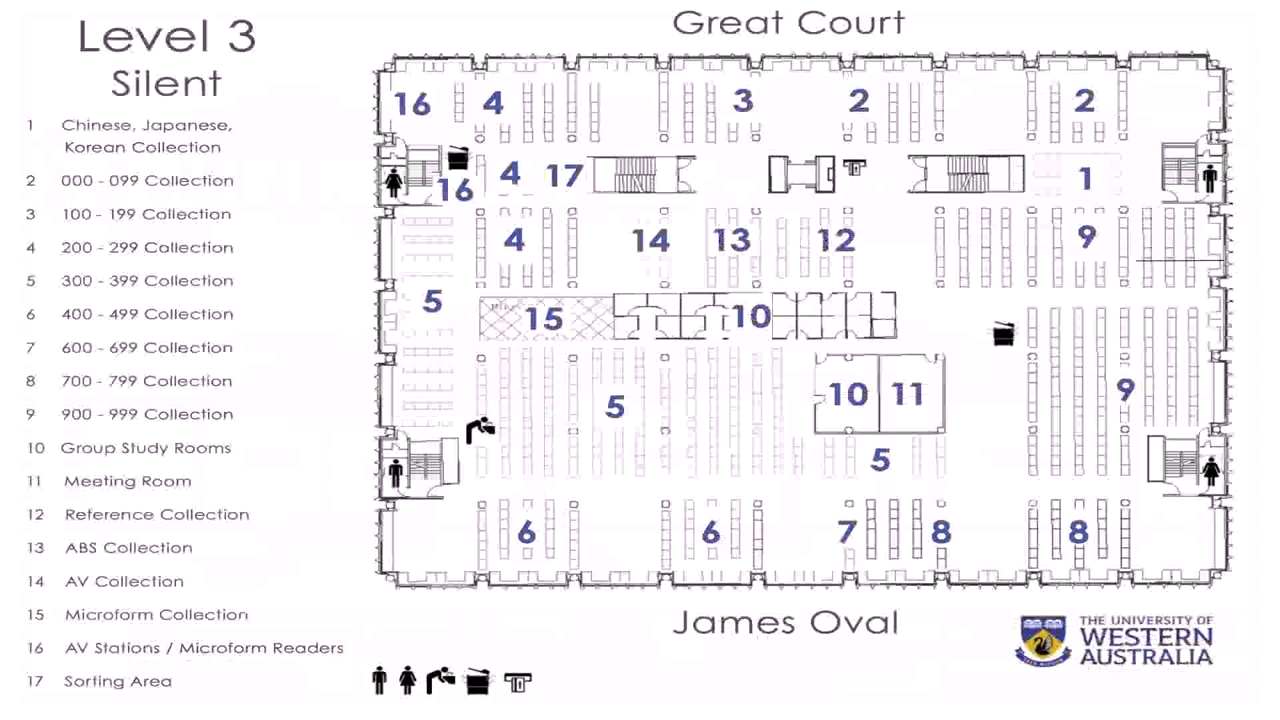 Level 3
Silent
1 Chinese, Japanese,
Korean Collection
2 000 - 099 Collection
3 100 - 199 Collection
4 200 - 299 Collection
5 300 - 399 Collection
6 400 - 499 Collection
7 600 - 699 Collection
8 700 - 799 Collection
9 900 - 999 Collection
10 Group Study Rooms
11 Meeting Room
12 Reference Collection
13 ABS Collection
14 AV Collection
15 Microform Collection
16 AV Stations / Microform Readers
17 Sorting Area
Great Court
16 4 3 2 2
16 4 17 1
4 14 13 12 9
5 15 10
5 10 11 9
5
6 6 7 8 8
James Oval
THE UNIVERSITY OF
WESTERN
AUSTRALIA